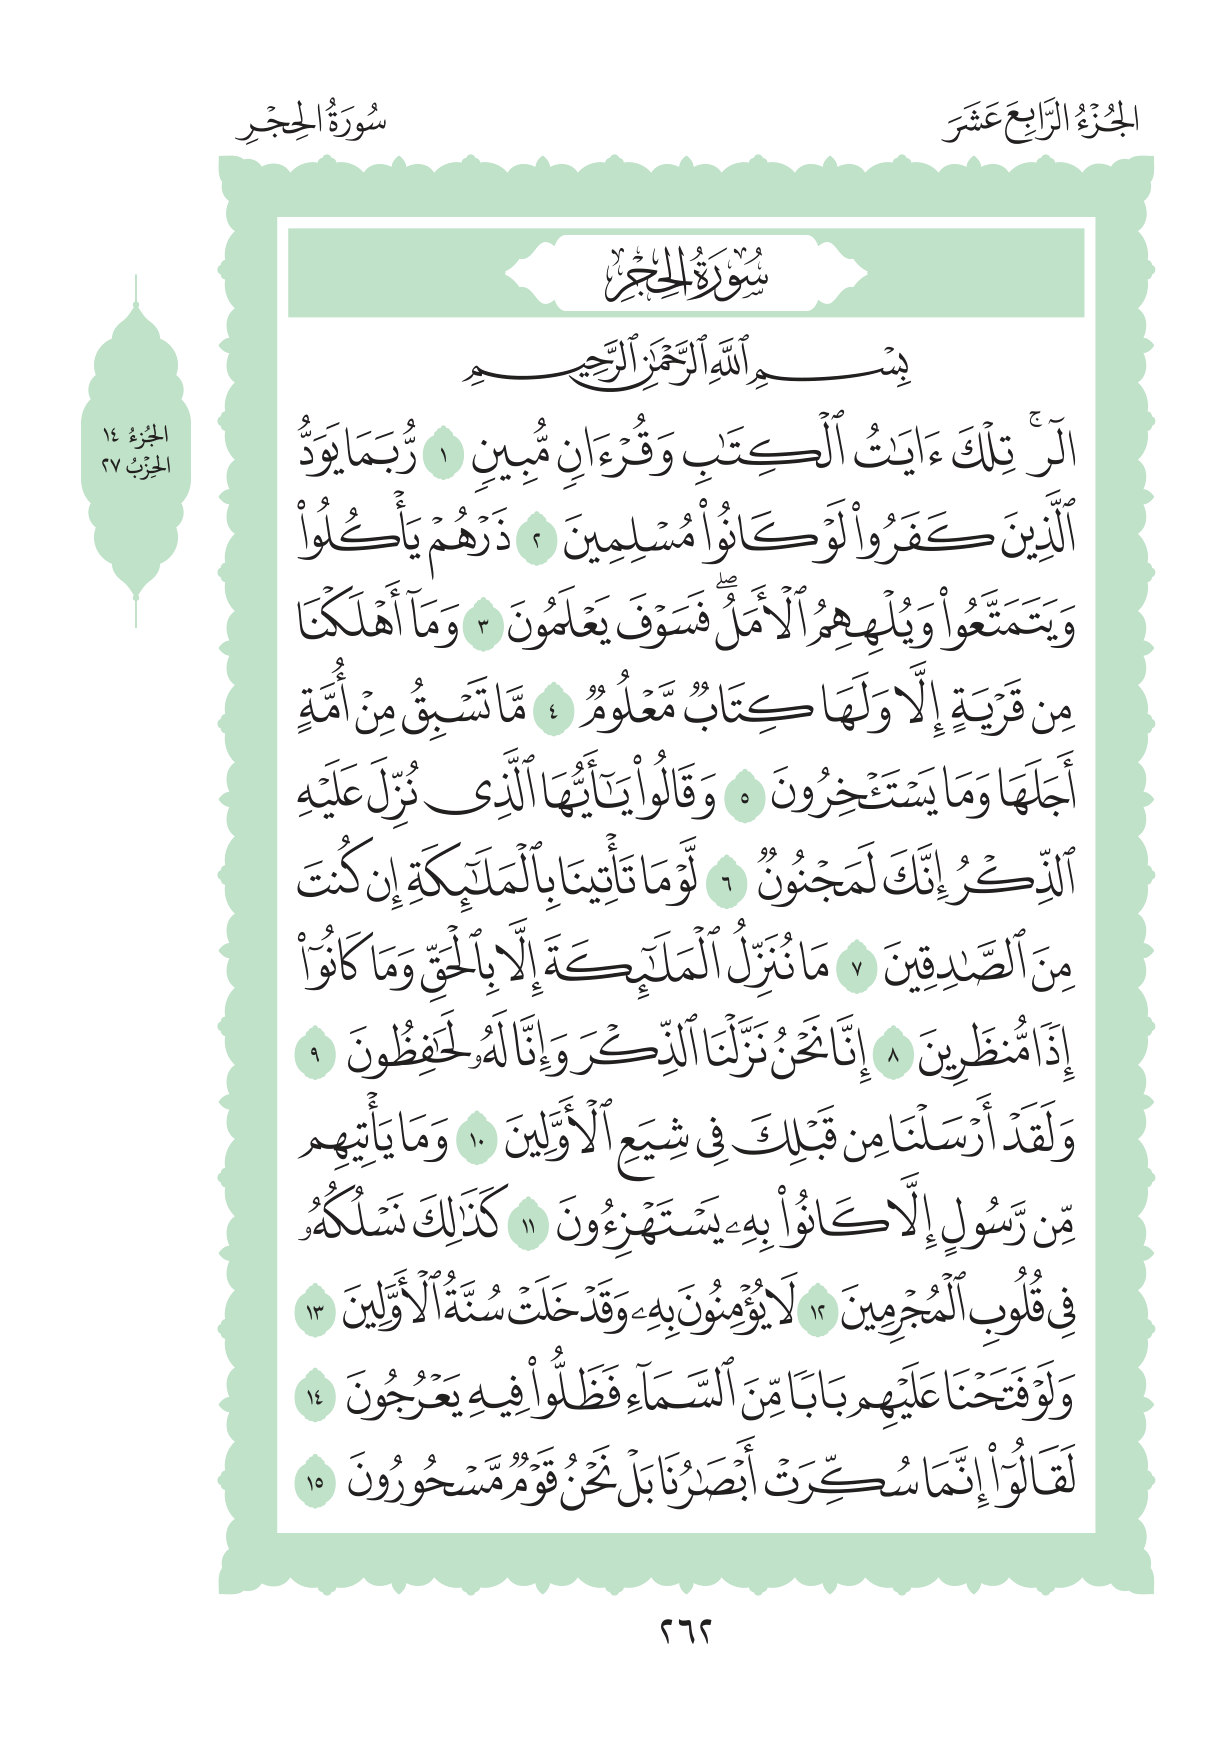 الجُزْءُ الرَّابِعَ عَشَرَ
سُورَةُ الحِجْرِ
سُورَةُ الحِجْرِ
بِسْمِ ٱللَّهِ ٱلرَّحْمَٰنِ ٱلرَّحِيمِ
الٓرۚ تِلْكَ ءَايَٰتُ ٱلْكِتَٰبِ وَقُرْءَانٍ مُّبِينٍ ١ رُّبَمَا يَوَدُّ
ٱلَّذِينَ كَفَرُوا۟ لَوْ كَانُوا۟ مُسْلِمِينَ ٢ ذَرْهُمْ يَأْكُلُوا۟
وَيَتَمَتَّعُوا۟ وَيُلْهِهِمُ ٱلْأَمَلُۖ فَسَوْفَ يَعْلَمُونَ ٣ وَمَآ أَهْلَكْنَا
مِن قَرْيَةٍ إِلَّا وَلَهَا كِتَابٌ مَّعْلُومٌ ٤ مَّا تَسْبِقُ مِنْ أُمَّةٍ
أَجَلَهَا وَمَا يَسْتَـْٔخِرُونَ ٥ وَقَالُوا۟ يَٰٓأَيُّهَا ٱلَّذِى نُزِّلَ عَلَيْهِ
ٱلذِّكْرُ إِنَّكَ لَمَجْنُونٌ ٦ لَّوْ مَا تَأْتِينَا بِٱلْمَلَٰٓئِكَةِ إِن كُنتَ
مِنَ ٱلصَّٰدِقِينَ ٧ مَا نُنَزِّلُ ٱلْمَلَٰٓئِكَةَ إِلَّا بِٱلْحَقِّ وَمَا كَانُوٓا۟
إِذًا مُّنظَرِينَ ٨ إِنَّا نَحْنُ نَزَّلْنَا ٱلذِّكْرَ وَإِنَّا لَهُۥ لَحَٰفِظُونَ ٩
وَلَقَدْ أَرْسَلْنَا مِن قَبْلِكَ فِى شِيَعِ ٱلْأَوَّلِينَ ١٠ وَمَا يَأْتِيهِم
مِّن رَّسُولٍ إِلَّا كَانُوا۟ بِهِۦ يَسْتَهْزِءُونَ ١١ كَذَٰلِكَ نَسْلُكُهُۥ
فِى قُلُوبِ ٱلْمُجْرِمِينَ ١٢ لَا يُؤْمِنُونَ بِهِۦ وَقَدْ خَلَتْ سُنَّةُ ٱلْأَوَّلِينَ ١٣
وَلَوْ فَتَحْنَا عَلَيْهِم بَابًا مِّنَ ٱلسَّمَآءِ فَظَلُّوا۟ فِيهِ يَعْرُجُونَ ١٤
لَقَالُوٓا۟ إِنَّمَا سُكِّرَتْ أَبْصَٰرُنَا بَلْ نَحْنُ قَوْمٌ مَّسْحُورُونَ ١٥
الجُزءُ ١٤
الحِزْبُ ٢٧
٢٦٢